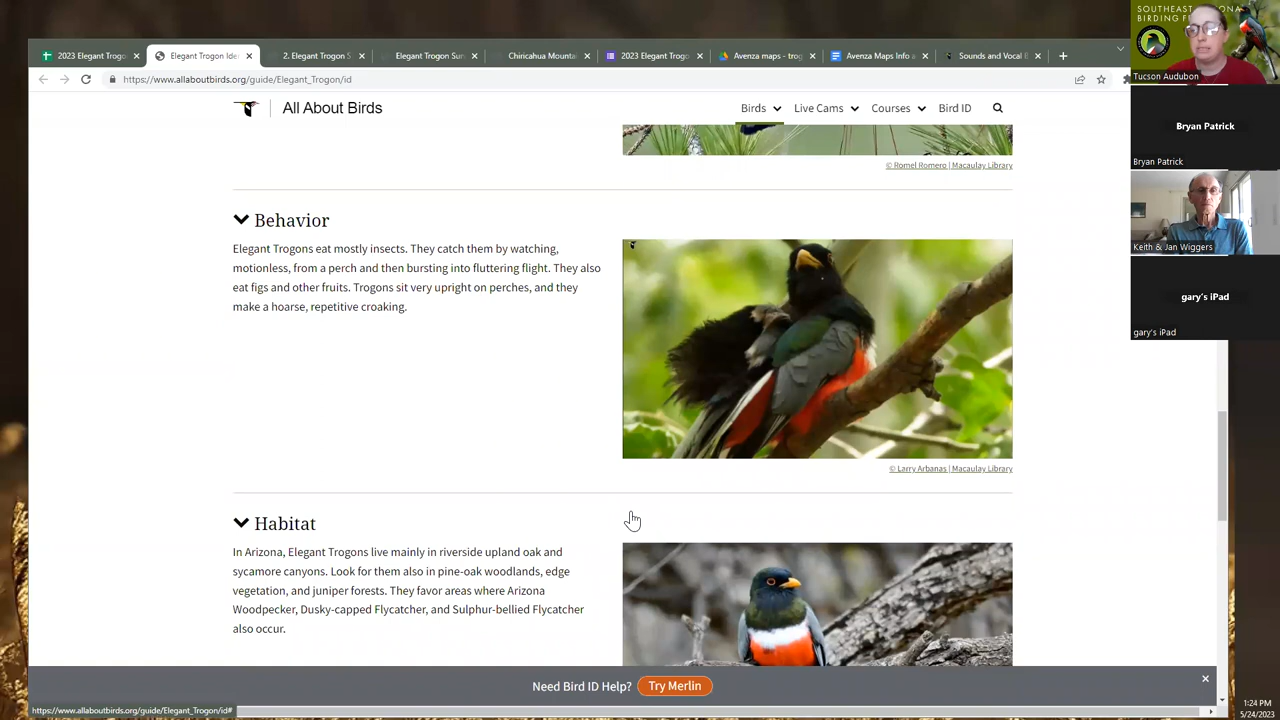 2023 Elegant Trogo
Elegant Trogon Ide
2. Elegant Trogon S
Elegant Trogon Sur
Chiricahua Mounta
2023 Elegant Trogo
Avenza maps - trog
Avenza Maps Info a
Sounds and Vocal B
https://www.allaboutbirds.org/guide/Elegant_Trogon/id
All About Birds
Birds
Live Cams
Courses
Bird ID
© Romel Romero | Macaulay Library
Behavior
Elegant Trogons eat mostly insects. They catch them by watching,
motionless, from a perch and then bursting into fluttering flight. They also
eat figs and other fruits. Trogons sit very upright on perches, and they
make a hoarse, repetitive croaking.
© Larry Arbanas | Macaulay Library
Habitat
In Arizona, Elegant Trogons live mainly in riverside upland oak and
sycamore canyons. Look for them also in pine-oak woodlands, edge
vegetation, and juniper forests. They favor areas where Arizona
Woodpecker, Dusky-capped Flycatcher, and Sulphur-bellied Flycatcher
also occur.
Need Bird ID Help? Try Merlin
https://www.allaboutbirds.org/guide/Elegant_Trogon/id#
SOUTHEAST
BIRDING
Tucson Audubon
Bryan Patrick
Bryan Patrick
Keith & Jan Wiggers
gary's iPad
gary's iPad
1:24 PM